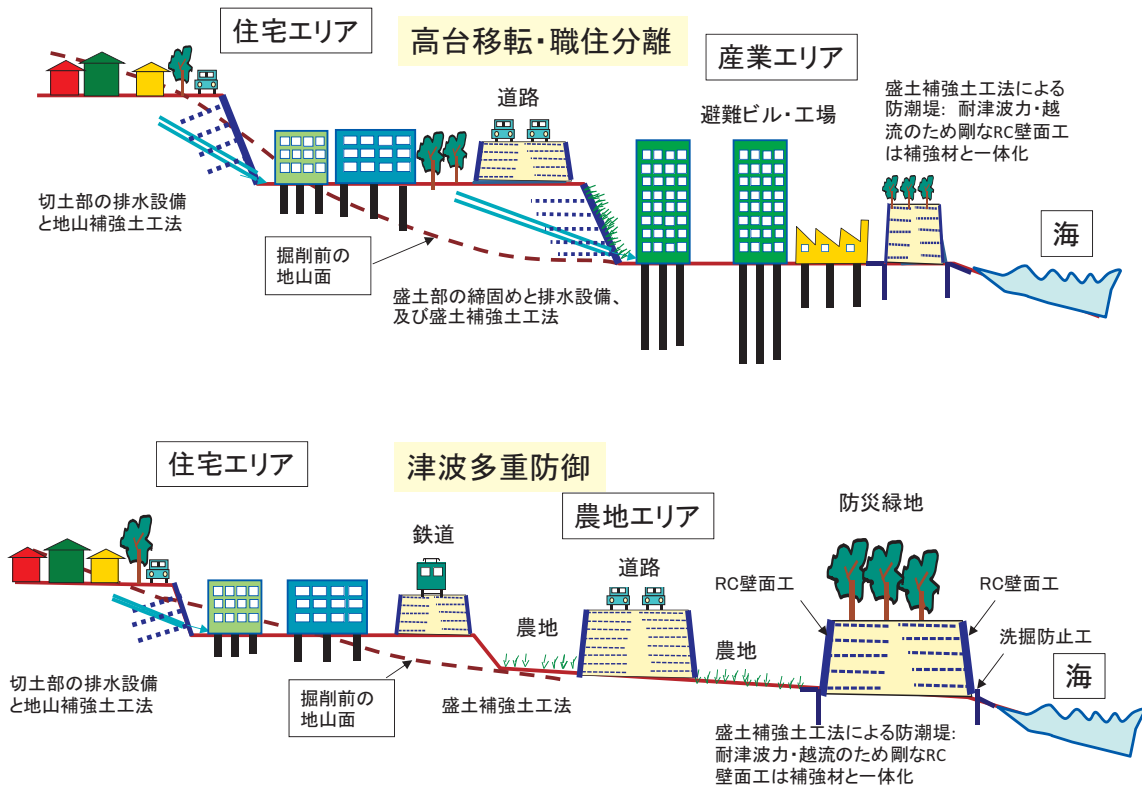 住宅エリア
高台移転・職住分離
産業エリア
道路
避難ビル・工場
盛土補強土工法による
防潮堤: 耐津波力・越
流のため剛なRC壁面工
は補強材と一体化
切土部の排水設備
と地山補強土工法
掘削前の
地山面
盛土部の締固めと排水設備、
及び盛土補強土工法
海
住宅エリア
津波多重防御
農地エリア
防災緑地
鉄道
道路
RC壁面工
RC壁面工
農地
農地
洗掘防止工
海
切土部の排水設備
と地山補強土工法
掘削前の
地山面
盛土補強土工法
盛土補強土工法による防潮堤:
耐津波力・越流のため剛なRC
壁面工は補強材と一体化